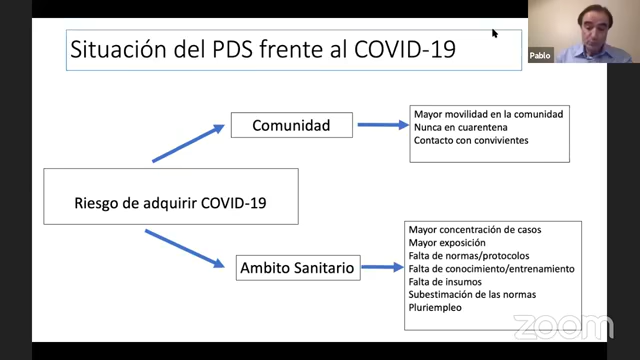 Situación del PDS frente al COVID-19
Pablo
Comunidad
Mayor movilidad en la comunidad
Nunca en cuarentena
Contacto con convivientes
Riesgo de adquirir COVID-19
Ambito Sanitario
Mayor concentración de casos
Mayor exposición
Falta de normas/protocolos
Falta de conocimiento/entrenamiento
Falta de insumos
Subestimación de las normas
Pluriempleo
zoom